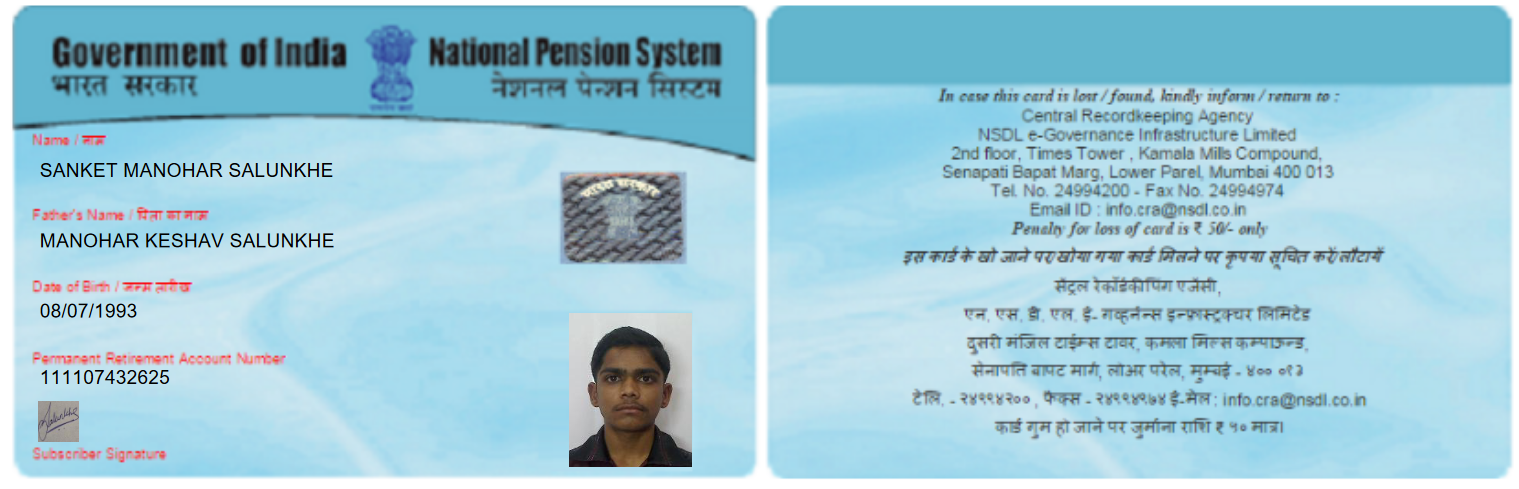 Government of India
National Pension System
भारत सरकार
नेशनल पेन्शन सिस्टम
Name / नाम
SANKET MANOHAR SALUNKHE
भारत सरकार
Father's Name / पिता का नाम
MANOHAR KESHAV SALUNKHE
Date of Birth / जन्म तारीख
08/07/1993
Permanent Retirement Account Number
111107432625
Salunkhe
Subscriber Signature
In case this card is lost / found, kindly inform / return to :
Central Recordkeeping Agency
NSDL e-Governance Infrastructure Limited
2nd floor, Times Tower , Kamala Mills Compound,
Senapati Bapat Marg, Lower Parel, Mumbai 400 013
Tel. No. 24994200 - Fax No. 24994974
Email ID : info.cra@nsdl.co.in
Penalty for loss of card is ₹ 50/- only
इस कार्ड के खो जाने पर/खोया गया कार्ड मिलने पर कृपया सूचित करें/लौटायें
सेंट्रल रेकॉर्डकीपिंग एजेंसी,
एन. एस. डी. एल. ई- गव्हर्नन्स इन्फ्रास्ट्रक्चर लिमिटेड
दुसरी मंजिल टाईम्स टावर, कमला मिल्स कम्पाऊन्ड,
सेनापति बापट मार्ग, लोअर परेल, मुम्बई - ४०० ०१३
टेलि. - २४९९४२०० , फैक्स - २४९९४९७४ ई-मेल : info.cra@nsdl.co.in
कार्ड गुम हो जाने पर जुर्माना राशि ₹ ५० मात्र।